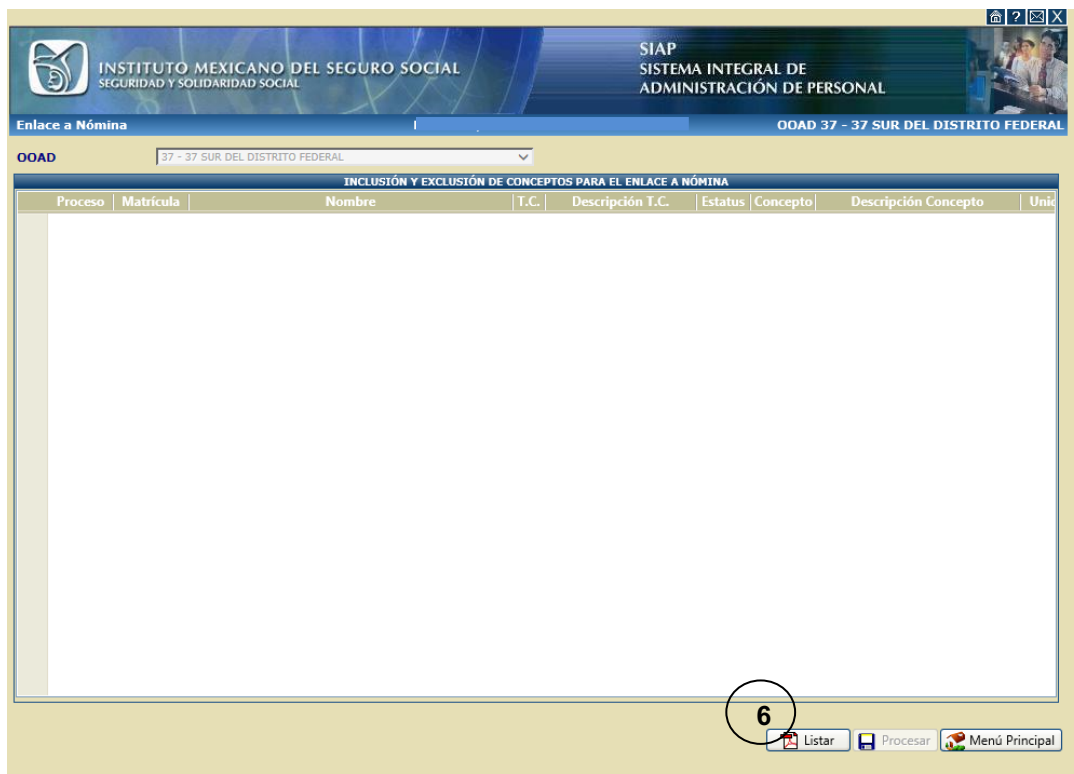 ? X
INSTITUTO MEXICANO DEL SEGURO SOCIAL
SEGURIDAD Y SOLIDARIDAD SOCIAL
SIAP
SISTEMA INTEGRAL DE
ADMINISTRACIÓN DE PERSONAL
Enlace a Nómina OOAD 37 - 37 SUR DEL DISTRITO FEDERAL
OOAD 37 - 37 SUR DEL DISTRITO FEDERAL
INCLUSIÓN Y EXCLUSIÓN DE CONCEPTOS PARA EL ENLACE A NÓMINA
Proceso Matrícula Nombre T.C. Descripción T.C. Estatus Concepto Descripción Concepto Unid
6
Listar Procesar Menú Principal